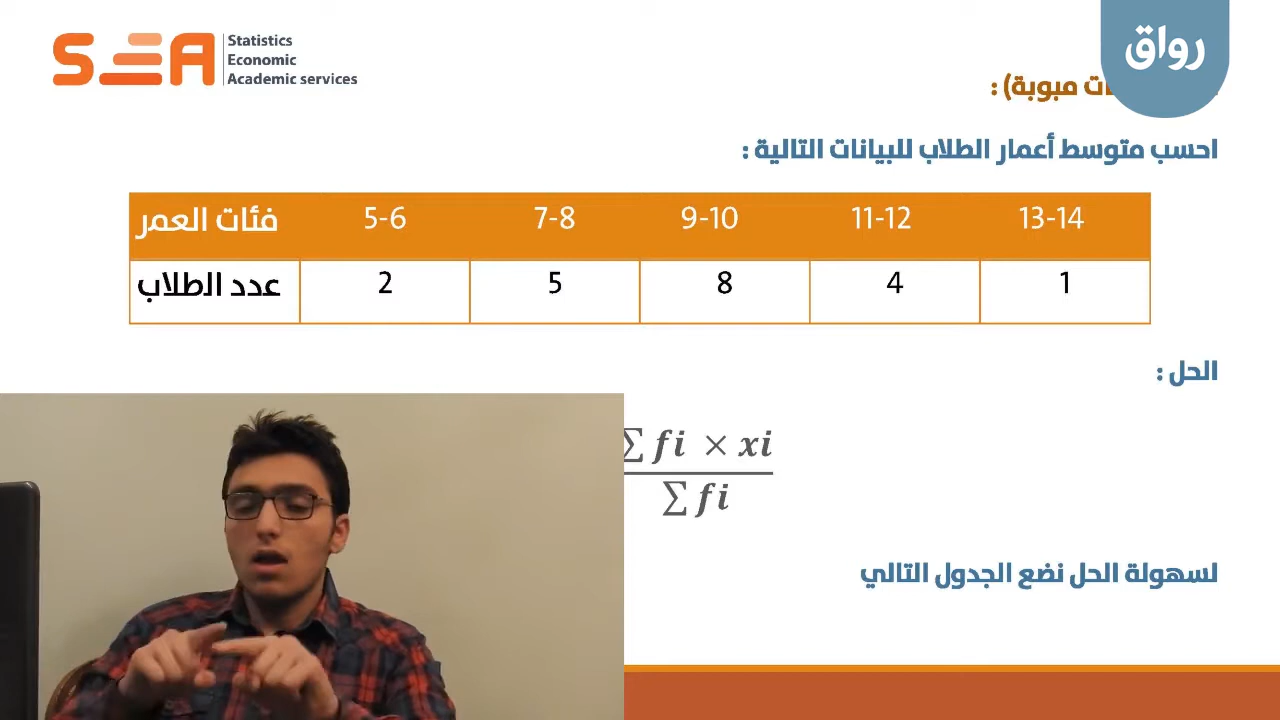 SEA
Statistics
Economic
Academic services
رواق
مبوبة) :
احسب متوسط أعمار الطلاب للبيانات التالية :
فئات العمر 5-6 7-8 9-10 11-12 13-14
عدد الطلاب 2 5 8 4 1
الحل :
∑ fi × xi
∑ fi
لسهولة الحل نضع الجدول التالي